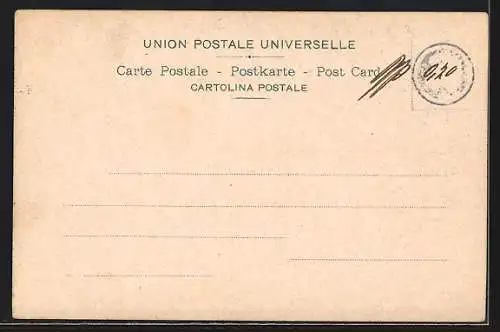 UNION POSTALE UNIVERSELLE
Carte Postale - Postkarte - Post Card
CARTOLINA POSTALE
0,20